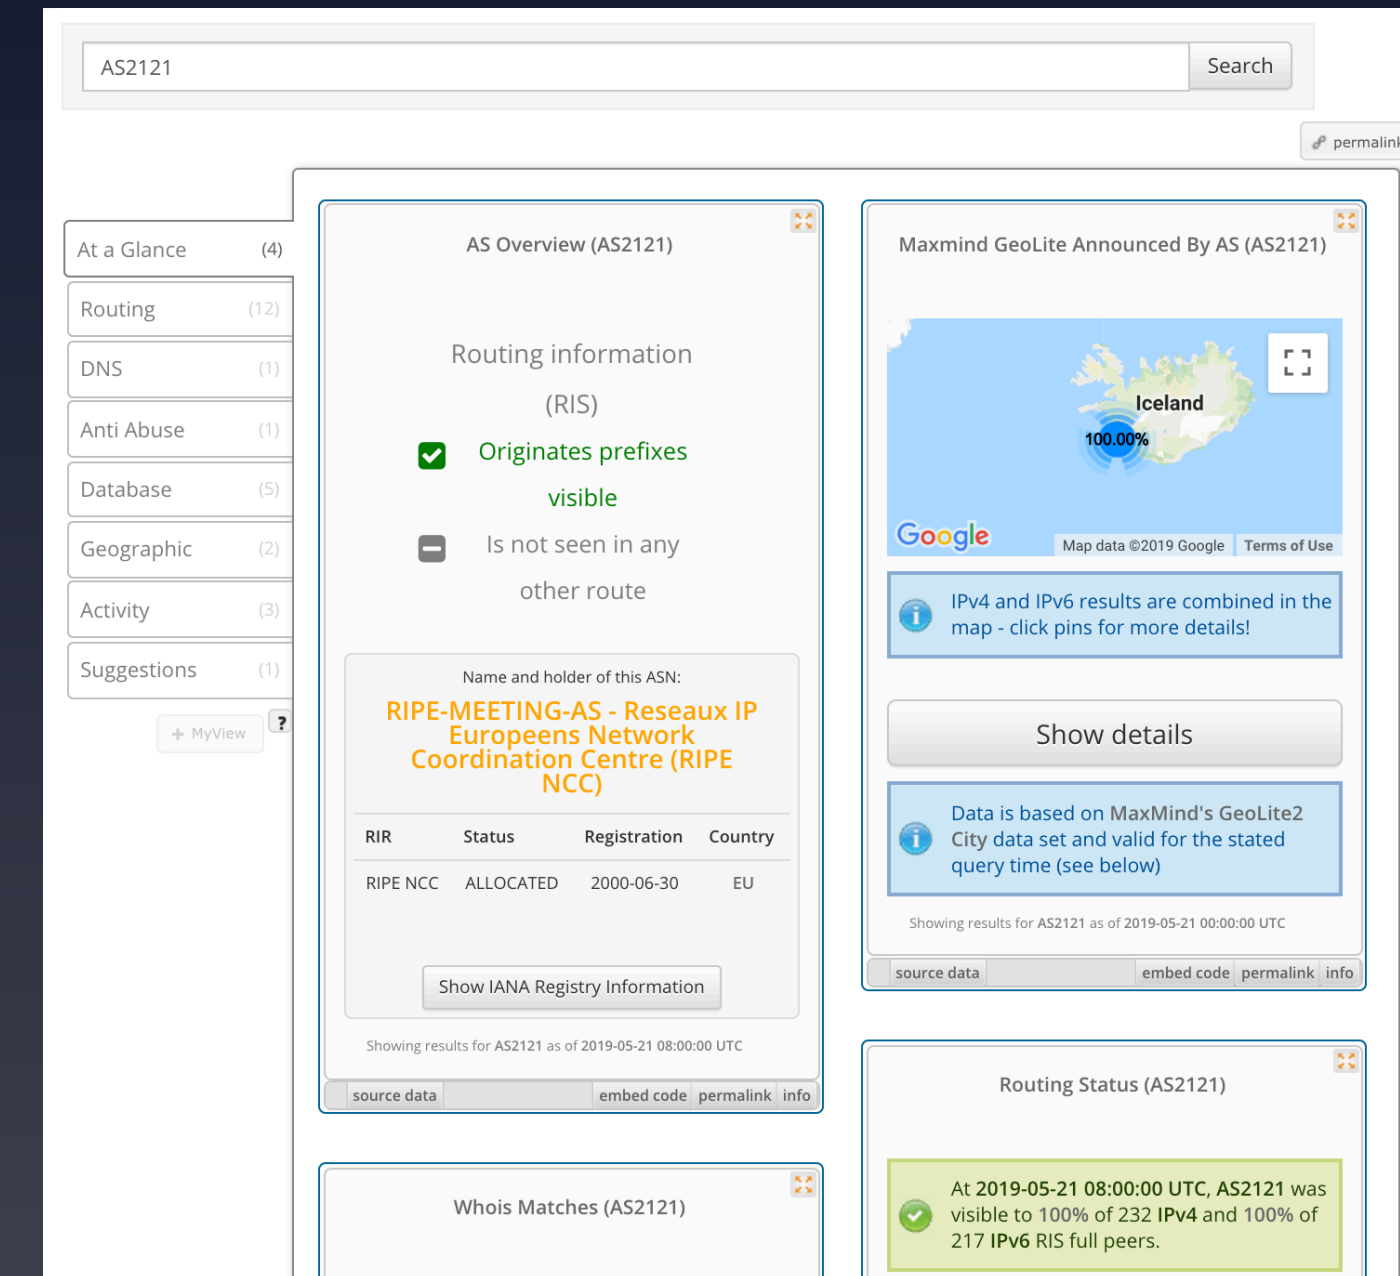 AS2121
Search
permalink
At a Glance (4)
Routing (12)
DNS (1)
Anti Abuse (1)
Database (5)
Geographic (2)
Activity (3)
Suggestions (1)
+ MyView
?
AS Overview (AS2121)
Routing information
(RIS)
Originates prefixes
visible
Is not seen in any
other route
Name and holder of this ASN:
RIPE-MEETING-AS - Reseaux IP
Europeens Network
Coordination Centre (RIPE
NCC)
RIR Status Registration Country
RIPE NCC ALLOCATED 2000-06-30 EU
Show IANA Registry Information
Showing results for AS2121 as of 2019-05-21 08:00:00 UTC
source data embed code permalink info
Whois Matches (AS2121)
Maxmind GeoLite Announced By AS (AS2121)
Iceland
100.00%
Google
Map data ©2019 Google Terms of Use
IPv4 and IPv6 results are combined in the
map - click pins for more details!
Show details
Data is based on MaxMind's GeoLite2
City data set and valid for the stated
query time (see below)
Showing results for AS2121 as of 2019-05-21 00:00:00 UTC
source data embed code permalink info
Routing Status (AS2121)
At 2019-05-21 08:00:00 UTC, AS2121 was
visible to 100% of 232 IPv4 and 100% of
217 IPv6 RIS full peers.